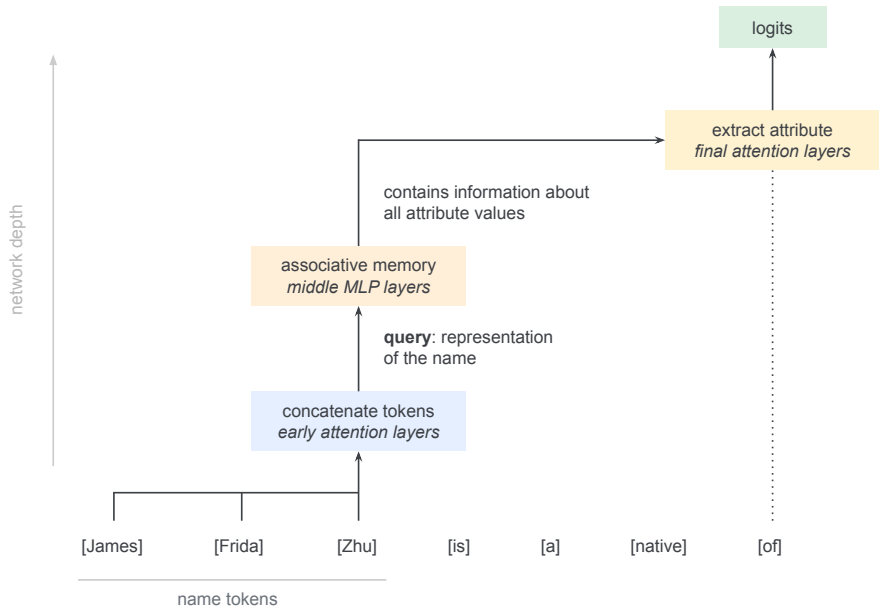 logits
extract attribute
final attention layers
contains information about
all attribute values
network depth
associative memory
middle MLP layers
query: representation
of the name
concatenate tokens
early attention layers
[James] [Frida] [Zhu] [is] [a] [native] [of]
name tokens